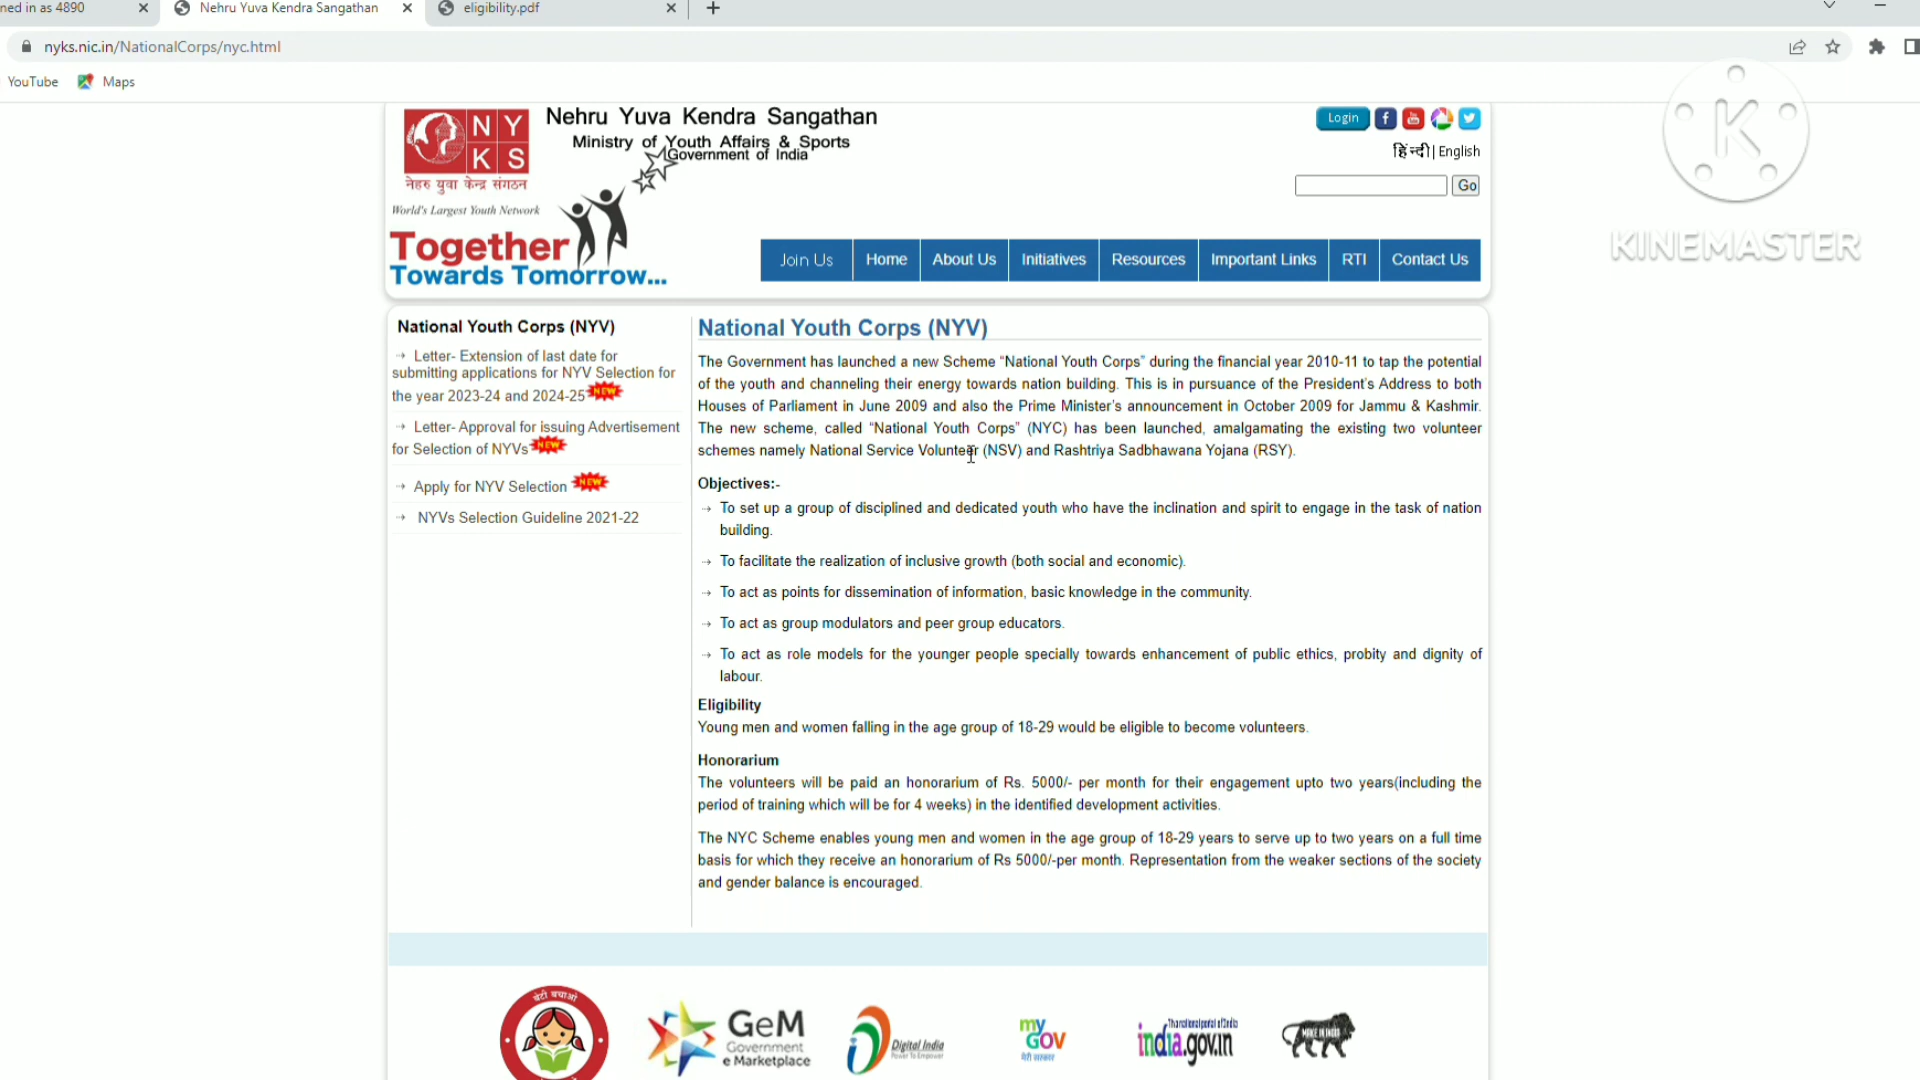 ned in as 4890
Nehru Yuva Kendra Sangathan
eligibility.pdf
nyks.nic.in/NationalCorps/nyc.html
YouTube
Maps
N Y
K S
नेहरु युवा केन्द्र संगठन
World's Largest Youth Network
Together
Towards Tomorrow...
Nehru Yuva Kendra Sangathan
Ministry of Youth Affairs & Sports
Government of India
Login
हिन्दी| English
Go
K
KINEMASTER
Join Us
Home
About Us
Initiatives
Resources
Important Links
RTI
Contact Us
National Youth Corps (NYV)
Letter- Extension of last date for
submitting applications for NYV Selection for
the year 2023-24 and 2024-25 NEW
Letter- Approval for issuing Advertisement
for Selection of NYVs NEW
Apply for NYV Selection NEW
NYVs Selection Guideline 2021-22
National Youth Corps (NYV)
The Government has launched a new Scheme “National Youth Corps” during the financial year 2010-11 to tap the potential
of the youth and channeling their energy towards nation building. This is in pursuance of the President's Address to both
Houses of Parliament in June 2009 and also the Prime Minister's announcement in October 2009 for Jammu & Kashmir.
The new scheme, called “National Youth Corps” (NYC) has been launched, amalgamating the existing two volunteer
schemes namely National Service Volunteer (NSV) and Rashtriya Sadbhawana Yojana (RSY).
Objectives:-
To set up a group of disciplined and dedicated youth who have the inclination and spirit to engage in the task of nation
building.
To facilitate the realization of inclusive growth (both social and economic).
To act as points for dissemination of information, basic knowledge in the community.
To act as group modulators and peer group educators.
To act as role models for the younger people specially towards enhancement of public ethics, probity and dignity of
labour.
Eligibility
Young men and women falling in the age group of 18-29 would be eligible to become volunteers.
Honorarium
The volunteers will be paid an honorarium of Rs. 5000/- per month for their engagement upto two years(including the
period of training which will be for 4 weeks) in the identified development activities.
The NYC Scheme enables young men and women in the age group of 18-29 years to serve up to two years on a full time
basis for which they receive an honorarium of Rs 5000/-per month. Representation from the weaker sections of the society
and gender balance is encouraged.
बेटी बचाओ
GeM
Government
e Marketplace
Digital India
Power To Empower
my
GOV
मेरी सरकार
The national portal of India
india.gov.in
MAKE IN INDIA